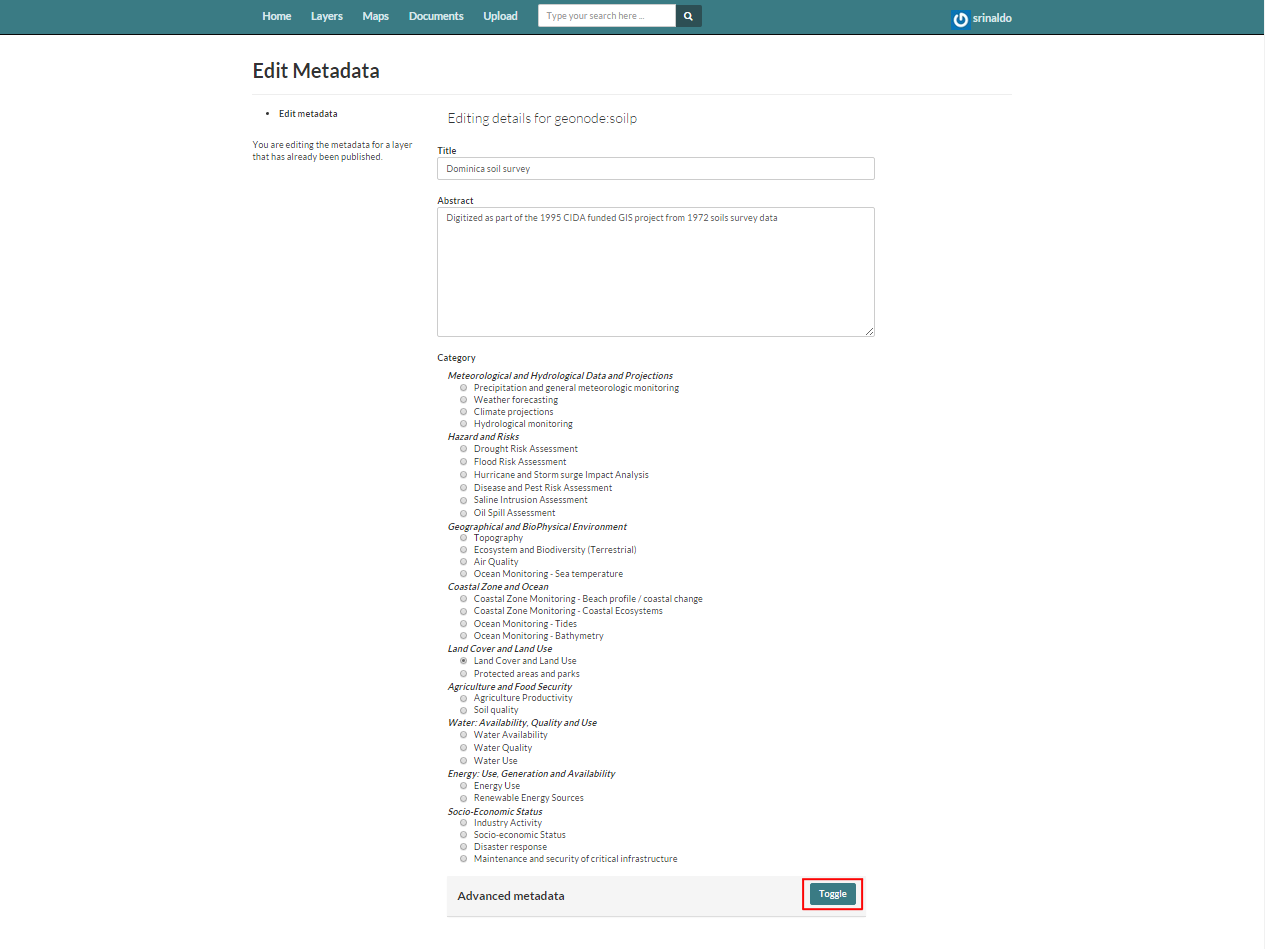 Home Layers Maps Documents Upload Type your search here ... srinaldo
Edit Metadata
Edit metadata
You are editing the metadata for a layer
that has already been published.
Editing details for geonode:soilp
Title
Dominica soil survey
Abstract
Digitized as part of the 1995 CIDA funded GIS project from 1972 soils survey data
Category
Meteorological and Hydrological Data and Projections
Precipitation and general meteorologic monitoring
Weather forecasting
Climate projections
Hydrological monitoring
Hazard and Risks
Drought Risk Assessment
Flood Risk Assessment
Hurricane and Storm surge Impact Analysis
Disease and Pest Risk Assessment
Saline Intrusion Assessment
Oil Spill Assessment
Geographical and BioPhysical Environment
Topography
Ecosystem and Biodiversity (Terrestrial)
Air Quality
Ocean Monitoring - Sea temperature
Coastal Zone and Ocean
Coastal Zone Monitoring - Beach profile / coastal change
Coastal Zone Monitoring - Coastal Ecosystems
Ocean Monitoring - Tides
Ocean Monitoring - Bathymetry
Land Cover and Land Use
Land Cover and Land Use
Protected areas and parks
Agriculture and Food Security
Agriculture Productivity
Soil quality
Water: Availability, Quality and Use
Water Availability
Water Quality
Water Use
Energy: Use, Generation and Availability
Energy Use
Renewable Energy Sources
Socio-Economic Status
Industry Activity
Socio-economic Status
Disaster response
Maintenance and security of critical infrastructure
Advanced metadata Toggle